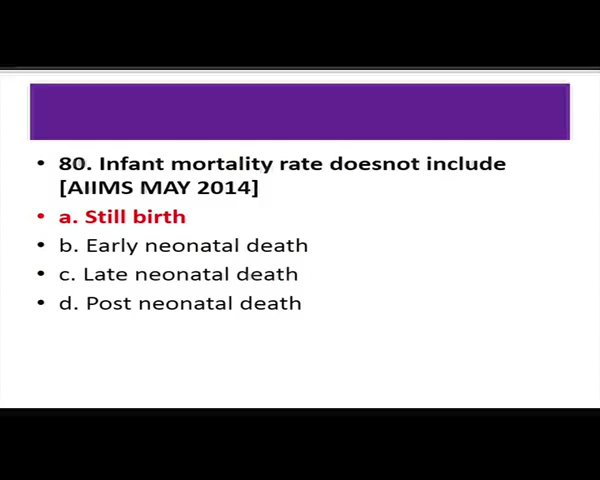 • 80. Infant mortality rate doesnot include
[AIIMS MAY 2014]
• a. Still birth
• b. Early neonatal death
• c. Late neonatal death
• d. Post neonatal death